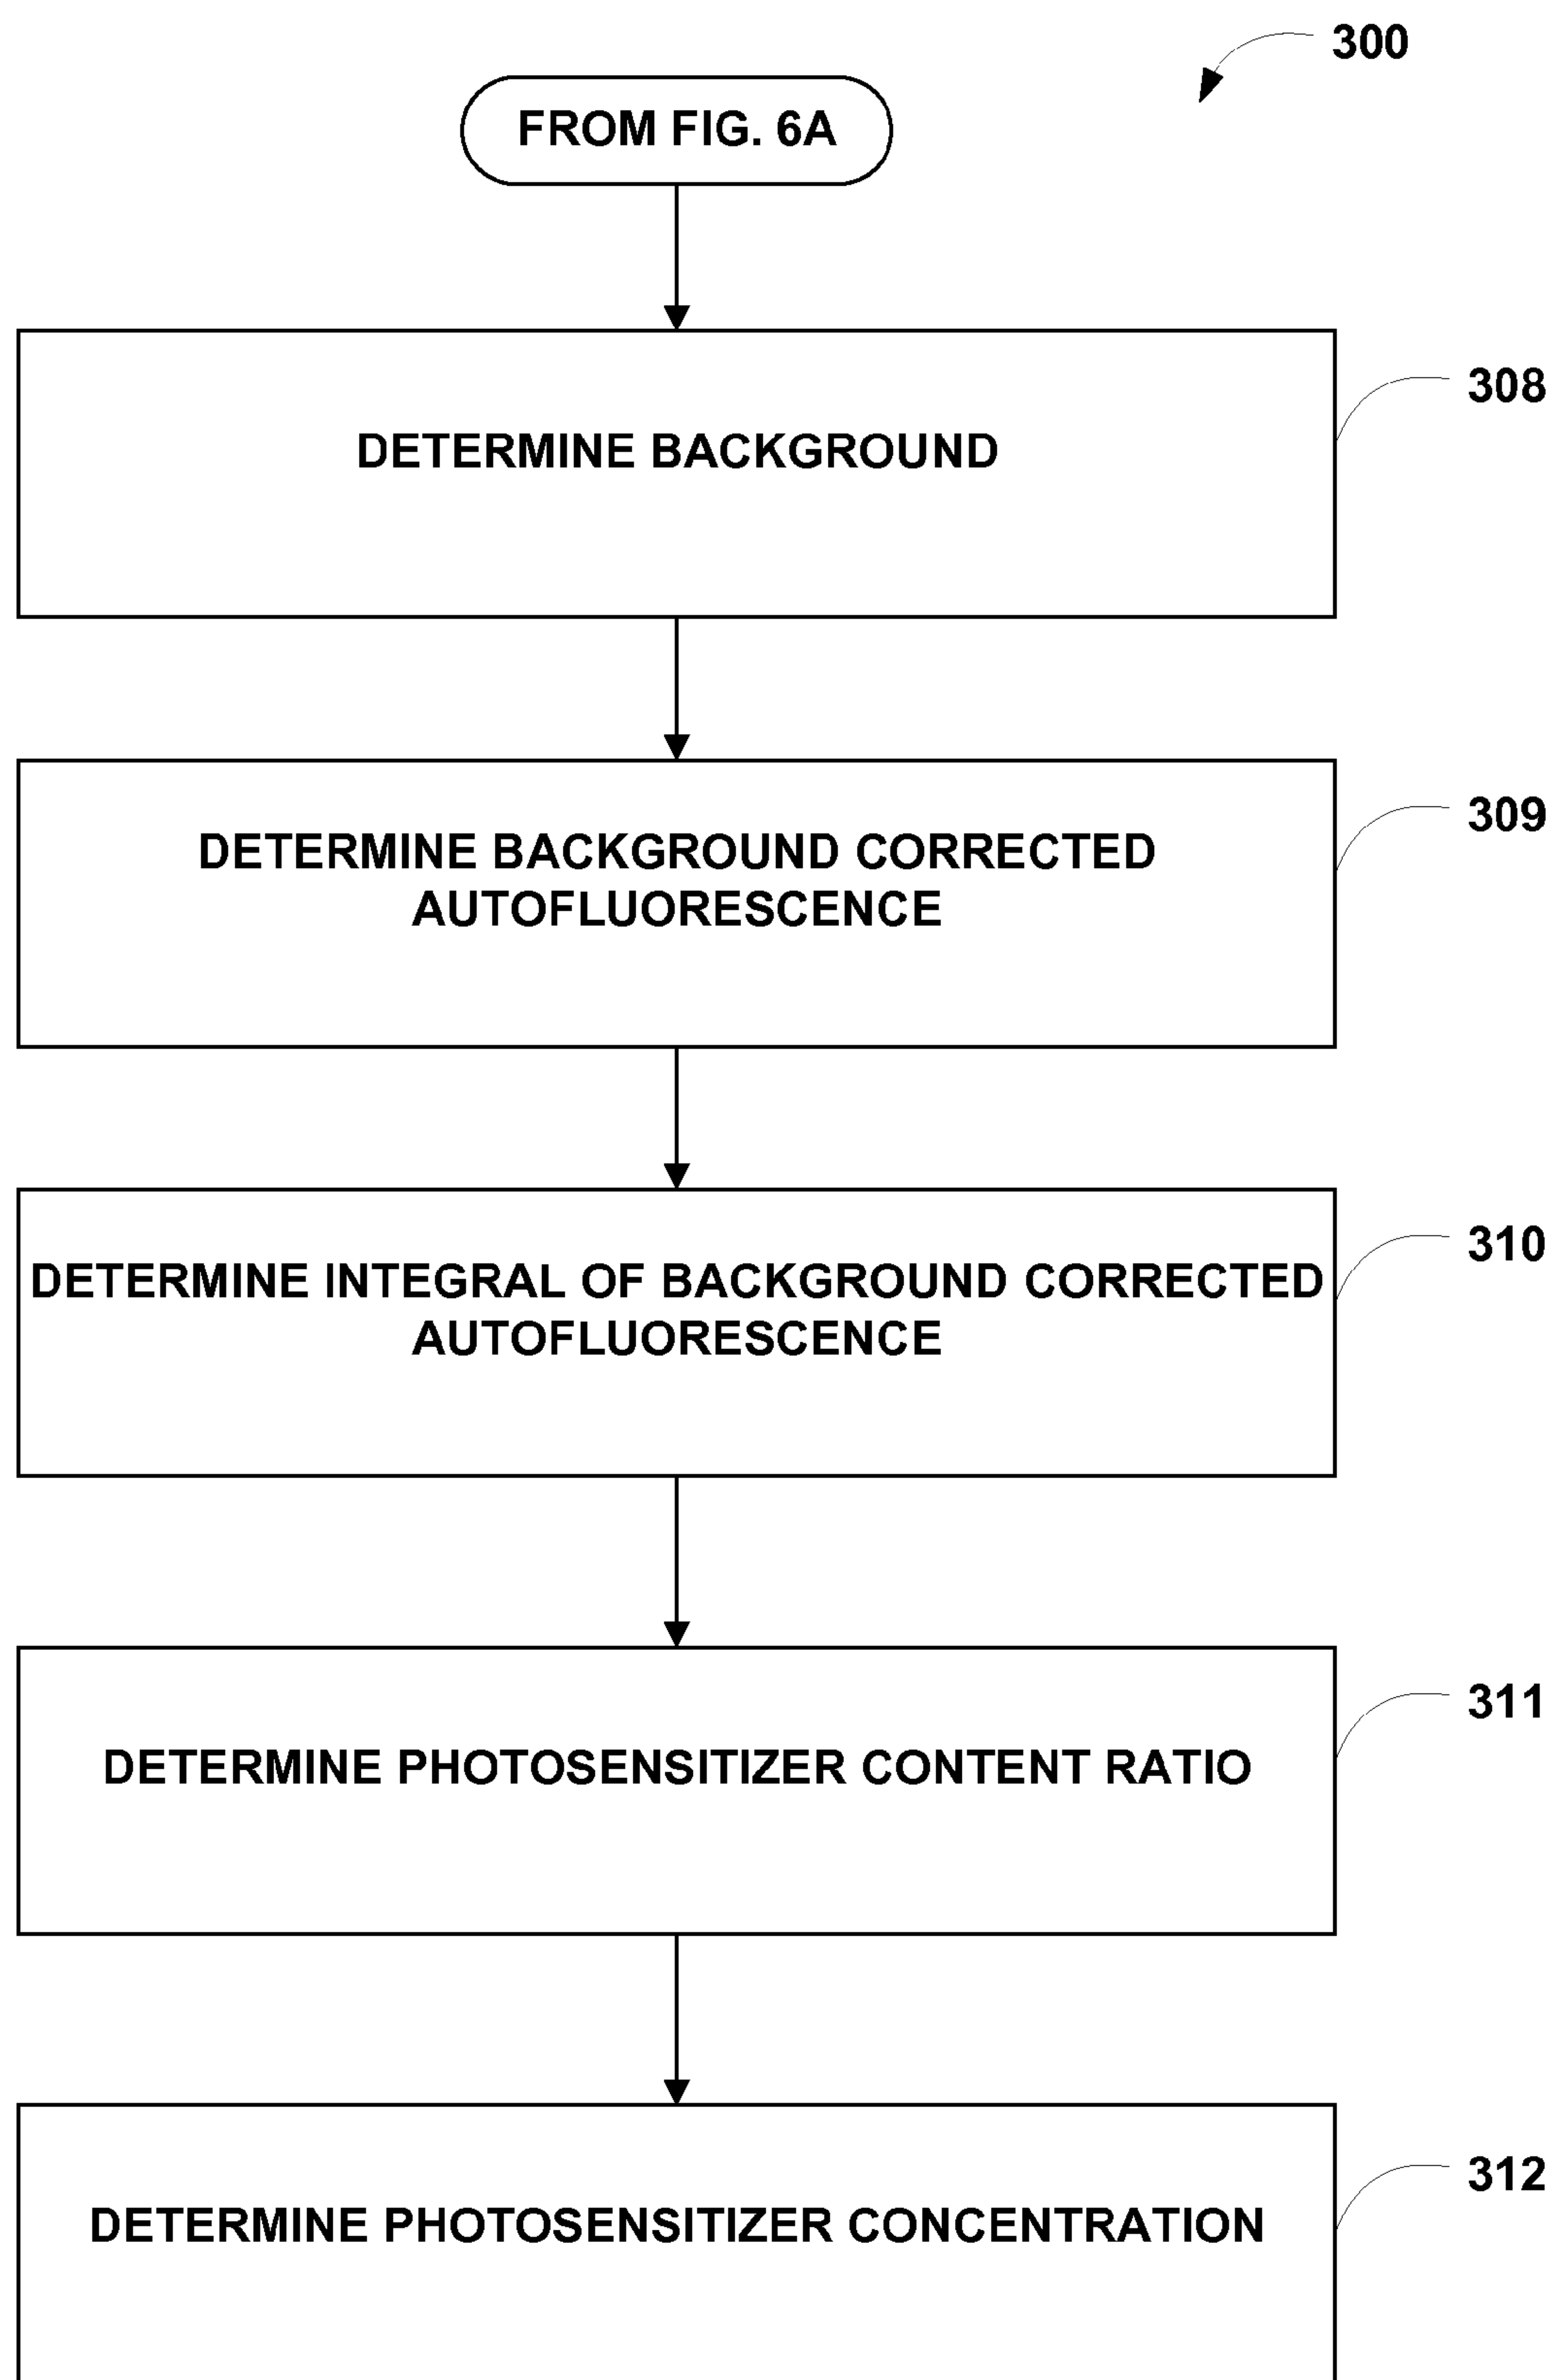 300
FROM FIG. 6A
308
DETERMINE BACKGROUND
309
DETERMINE BACKGROUND CORRECTED
AUTOFLUORESCENCE
310
DETERMINE INTEGRAL OF BACKGROUND CORRECTED
AUTOFLUORESCENCE
311
DETERMINE PHOTOSENSITIZER CONTENT RATIO
312
DETERMINE PHOTOSENSITIZER CONCENTRATION